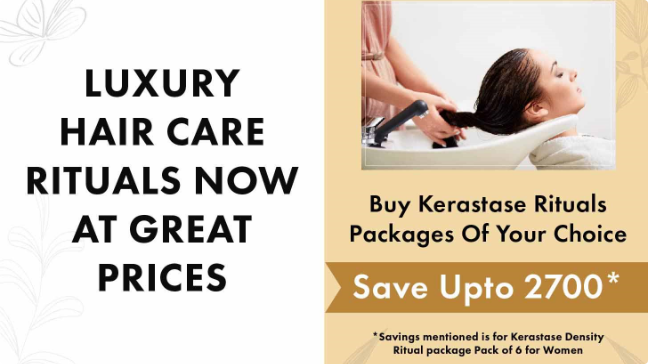 LUXURY
HAIR CARE
RITUALS NOW
AT GREAT
PRICES
Buy Kerastase Rituals
Packages Of Your Choice
Save Upto 2700*
*Savings mentioned is for Kerastase Density
Ritual package Pack of 6 for Women